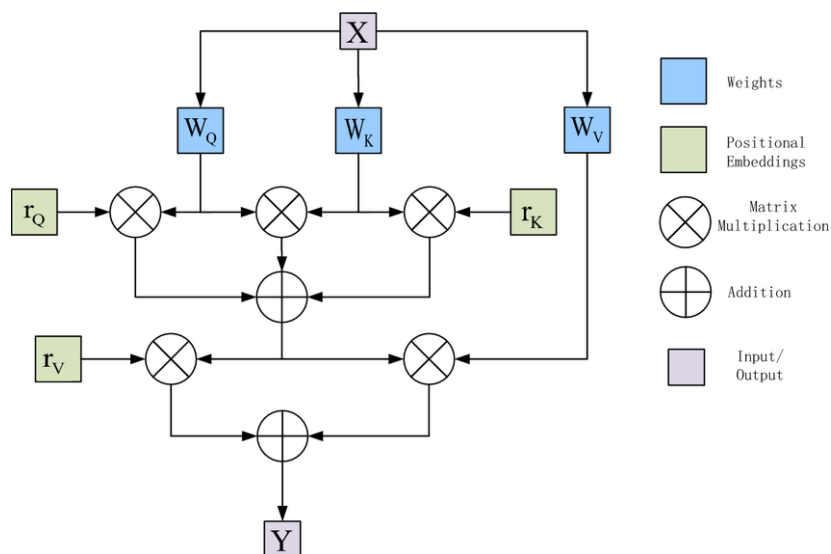 X
Weights
W_Q
W_K
W_V
Positional
Embeddings
r_Q
r_K
Matrix
Multiplication
Addition
r_V
Input/
Output
Y